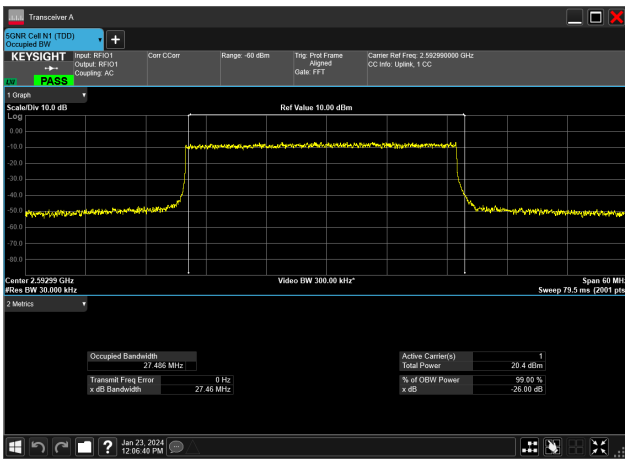 Transceiver A
5GNR Cell N1 (TDD)
Occupied BW
KEYSIGHT
Input: RFIO1
Output: RFIO1
Coupling: AC
Corr CCorr
Range: -60 dBm
Trig: Prot Frame
Aligned
Gate: FFT
Carrier Ref Freq: 2.592990000 GHz
CC Info: Uplink, 1 CC
LXI
PASS
1 Graph
Scale/Div 10.0 dB
Ref Value 10.00 dBm
Log
0.00
-10.0
-20.0
-30.0
-40.0
-50.0
-60.0
-70.0
-80.0
Center 2.59299 GHz
Video BW 300.00 kHz*
Span 60 MHz
#Res BW 30.000 kHz
Sweep 79.5 ms (2001 pts
2 Metrics
Occupied Bandwidth
27.486 MHz
Transmit Freq Error 0 Hz
x dB Bandwidth 27.46 MHz
Active Carrier(s) 1
Total Power 20.4 dBm
% of OBW Power 99.00 %
x dB -26.00 dB
Jan 23, 2024
12:06:40 PM